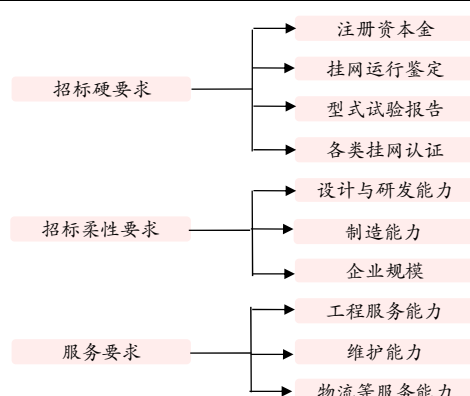 招标硬要求
注册资本金
挂网运行鉴定
型式试验报告
各类挂网认证
招标柔性要求
设计与研发能力
制造能力
企业规模
服务要求
工程服务能力
维护能力
物流等服务能力